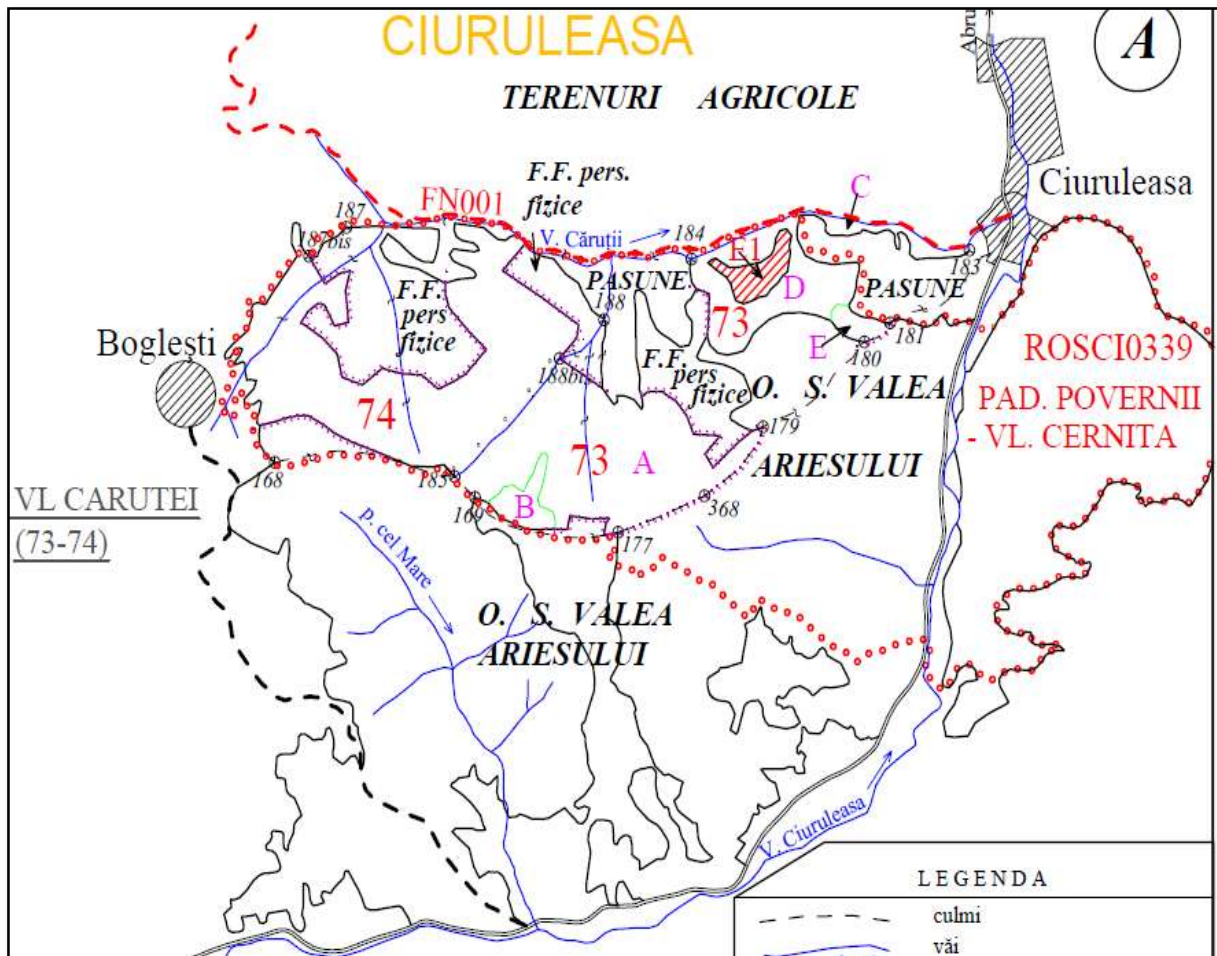 CIURULEASA
Abru
A
TERENURI AGRICOLE
F.F. pers.
fizice
C
Ciuruleasa
187
FN001
V. Căruții
184
187bis
E1
183
PASUNE
D
PASUNE
F.F.
pers
fizice
188
73
181
E
180
Boglești
188bis
F.F.
pers
fizice
O. S. VALEA
ARIESULUI
ROSCI0339
PAD. POVERNII
- VL. CERNITA
74
179
73
A
168
185
169
B
368
177
VL CARUTEI
(73-74)
p. cel Mare
O. S. VALEA
ARIESULUI
V. Ciuruleasa
LEGENDA
culmi
văi